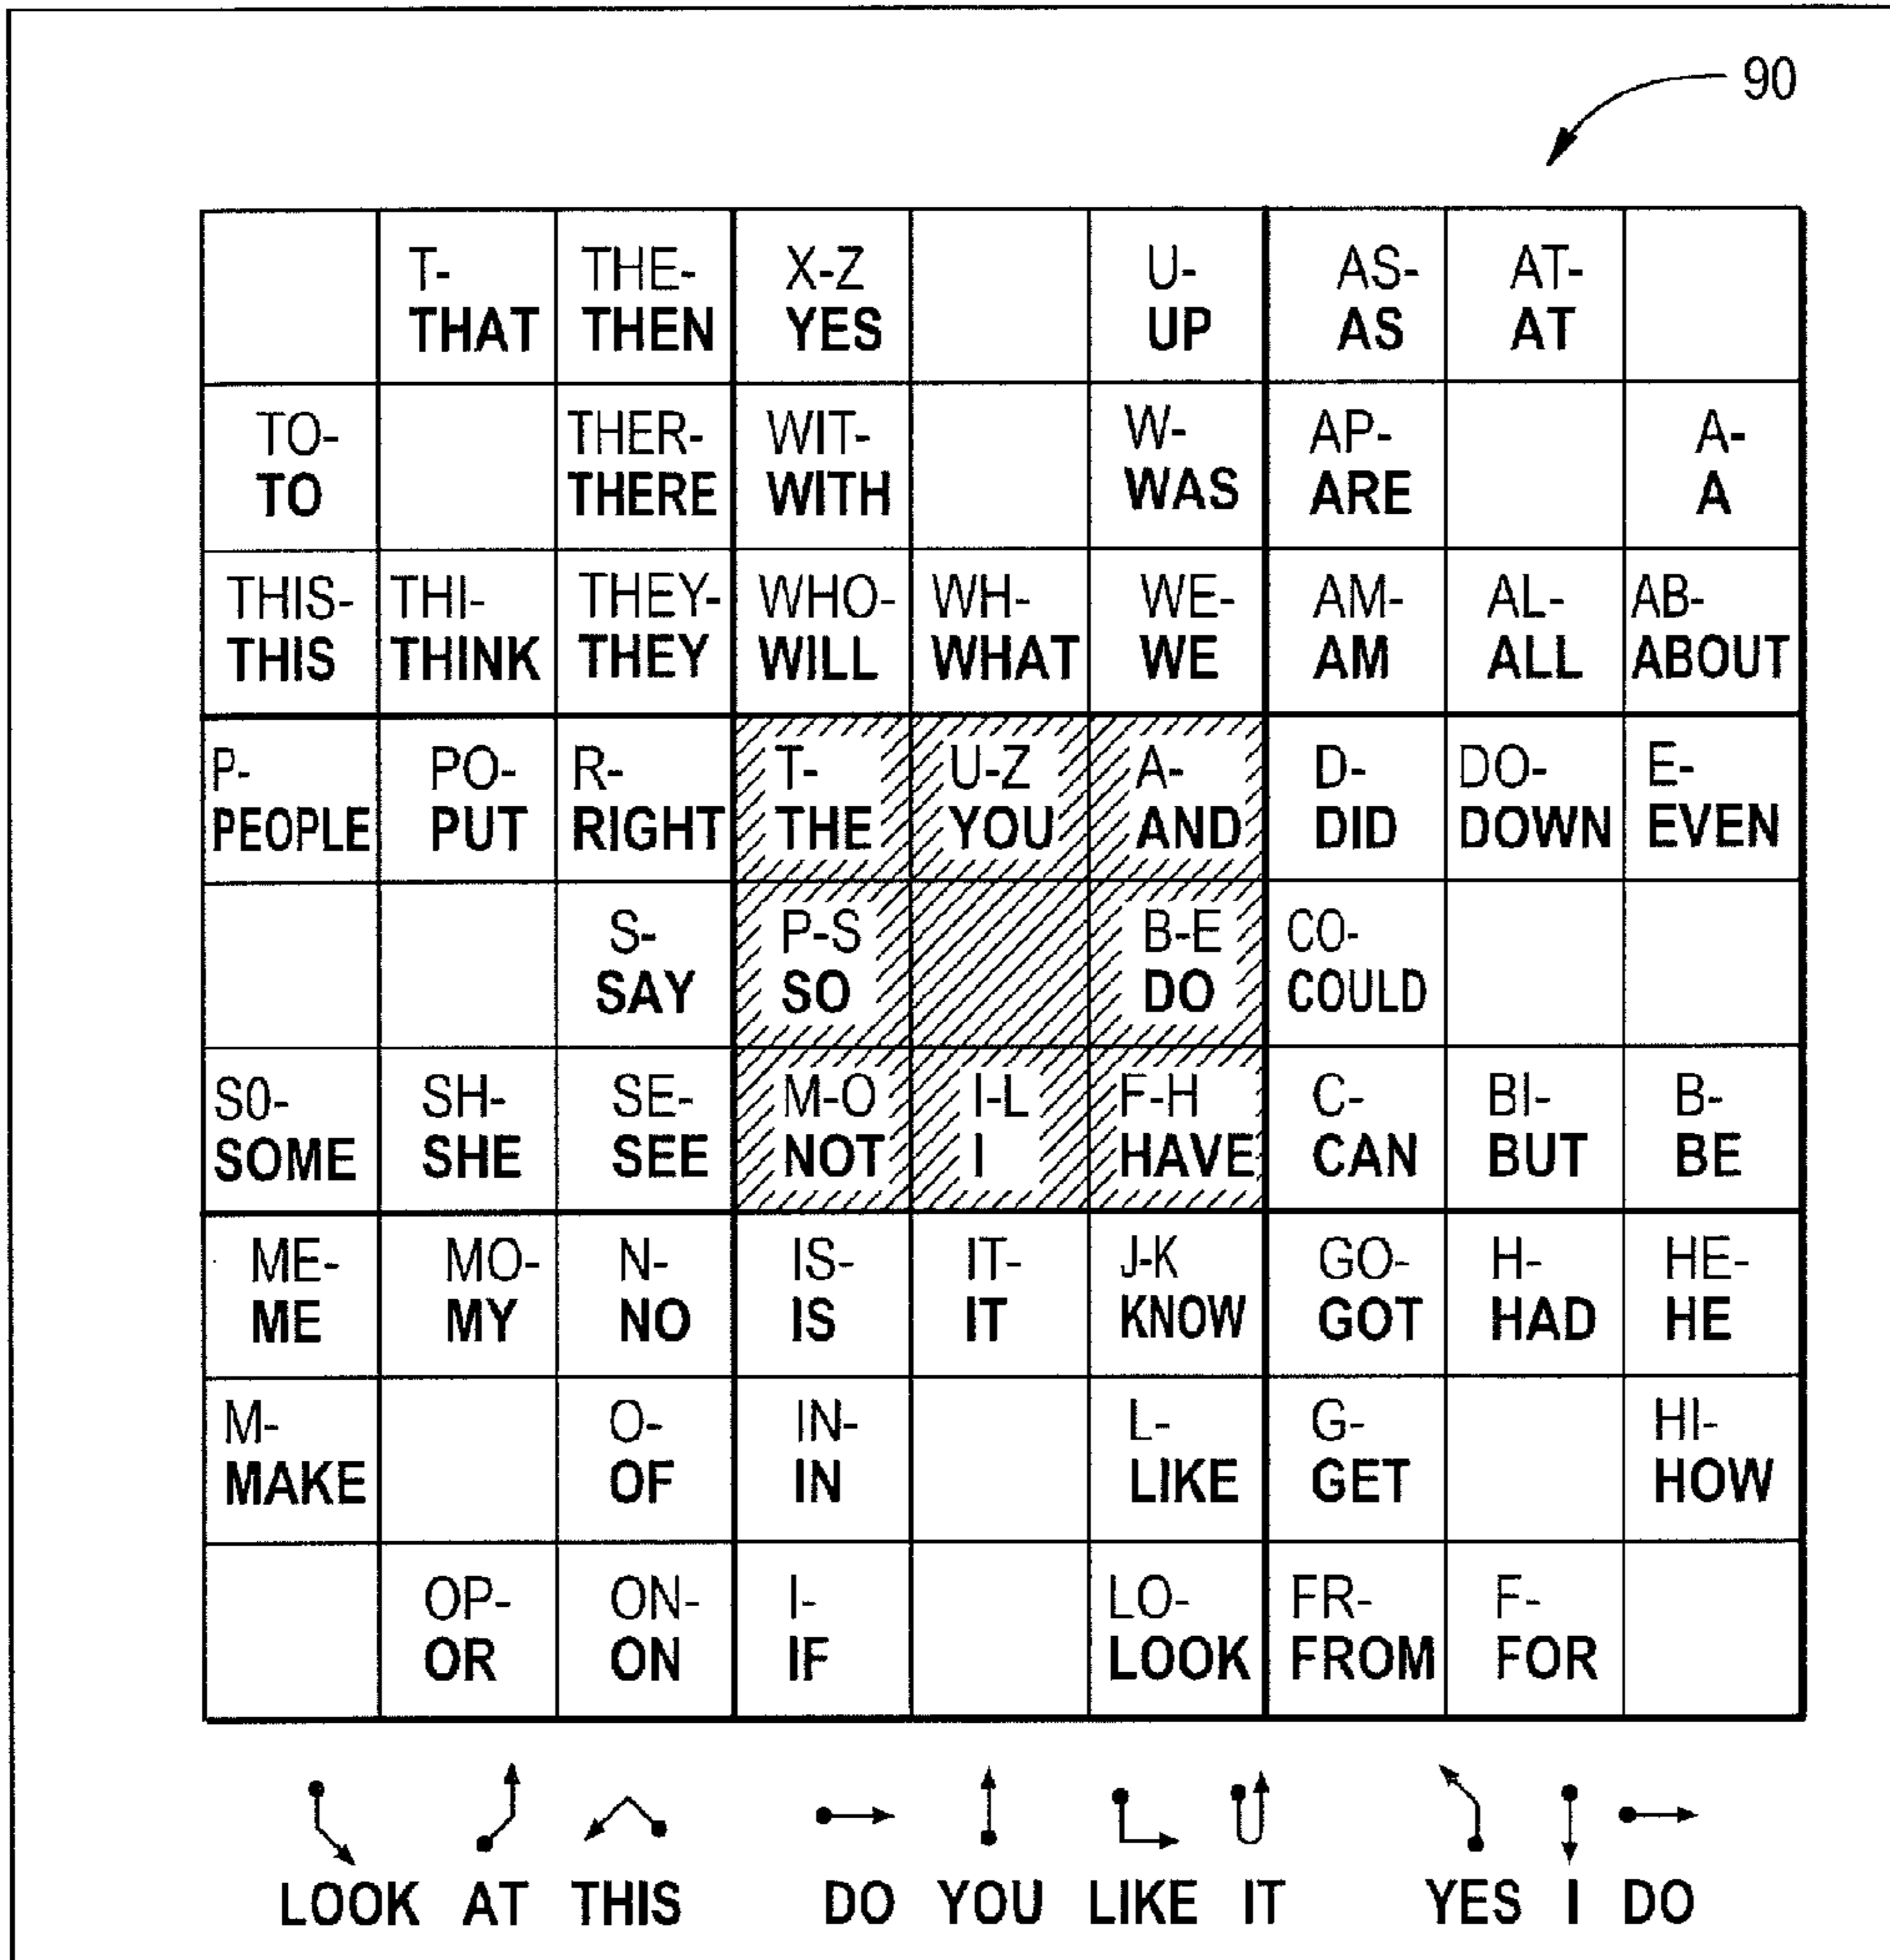 90
T- THE- X-Z U- AS- AT-
THAT THEN YES UP AS AT
TO- THER- WIT- W- AP- A-
TO THERE WITH WAS ARE A
THIS- THI- THEY- WHO- WH- WE- AM- AL- AB-
THIS THINK THEY WILL WHAT WE AM ALL ABOUT
P- PO- R- T- U-Z A- D- DO- E-
PEOPLE PUT RIGHT THE YOU AND DID DOWN EVEN
S- P-S B-E CO-
SAY SO DO COULD
SO- SH- SE- M-O I-L F-H C- BI- B-
SOME SHE SEE NOT I HAVE CAN BUT BE
ME- MO- N- IS- IT- J-K GO- H- HE-
ME MY NO IS IT KNOW GOT HAD HE
M- O- IN- L- G- HI-
MAKE OF IN LIKE GET HOW
OP- ON- I- LO- FR- F-
OR ON IF LOOK FROM FOR
LOOK AT THIS DO YOU LIKE IT YES I DO